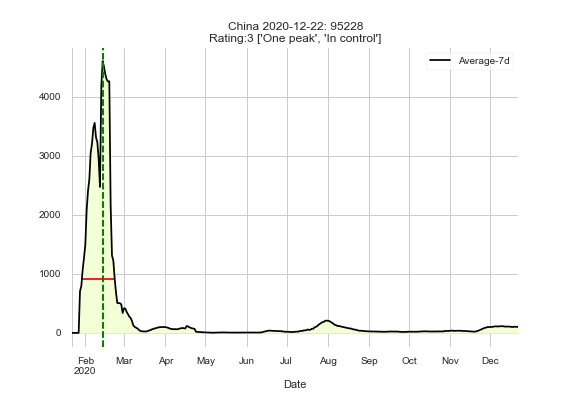 China 2020-12-22: 95228
Rating:3 ['One peak', 'In control']
Average-7d
4000
3000
2000
1000
0
Feb Mar Apr May Jun Jul Aug Sep Oct Nov Dec
2020
Date